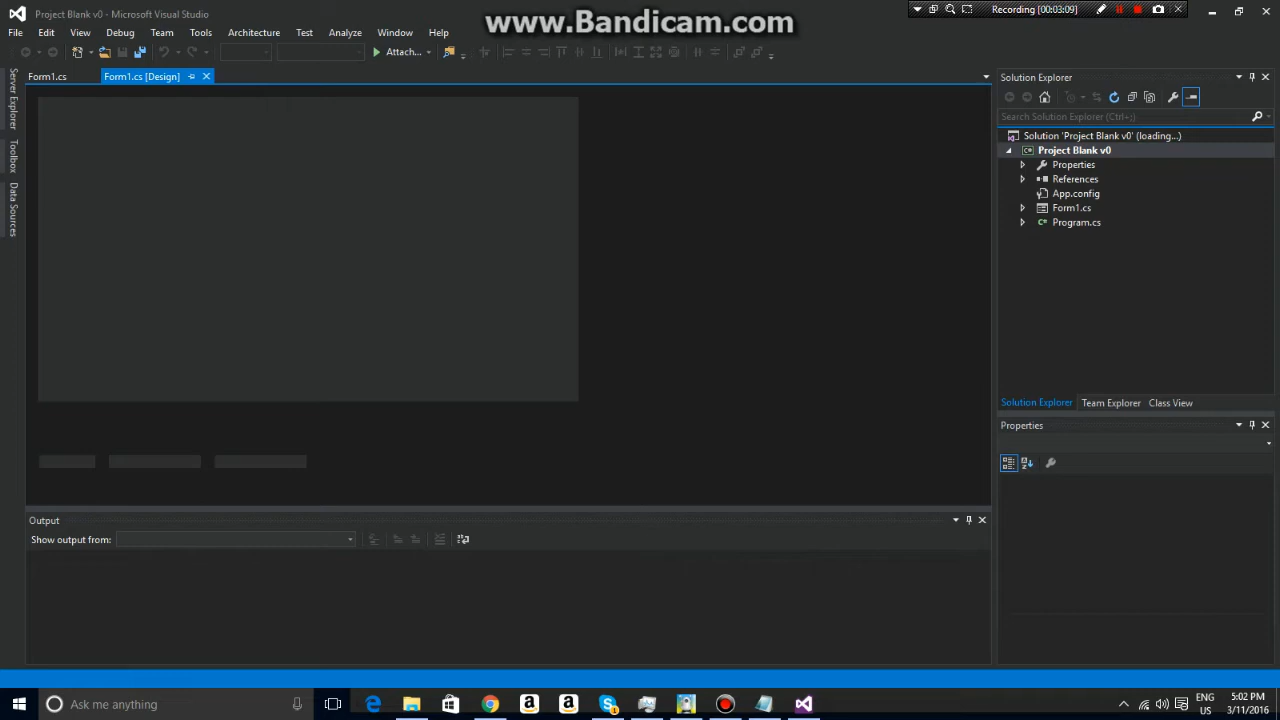 Project Blank v0 - Microsoft Visual Studio
www.Bandicam.com
Recording [00:03:09]
File Edit View Debug Team Tools Architecture Test Analyze Window Help
Attach...
Form1.cs
Form1.cs [Design]
Server Explorer
Toolbox
Data Sources
Solution Explorer
Search Solution Explorer (Ctrl+;)
Solution 'Project Blank v0' (loading...)
Project Blank v0
Properties
References
App.config
Form1.cs
Program.cs
Solution Explorer Team Explorer Class View
Properties
Output
Show output from:
Ask me anything
ENG
US
5:02 PM
3/11/2016